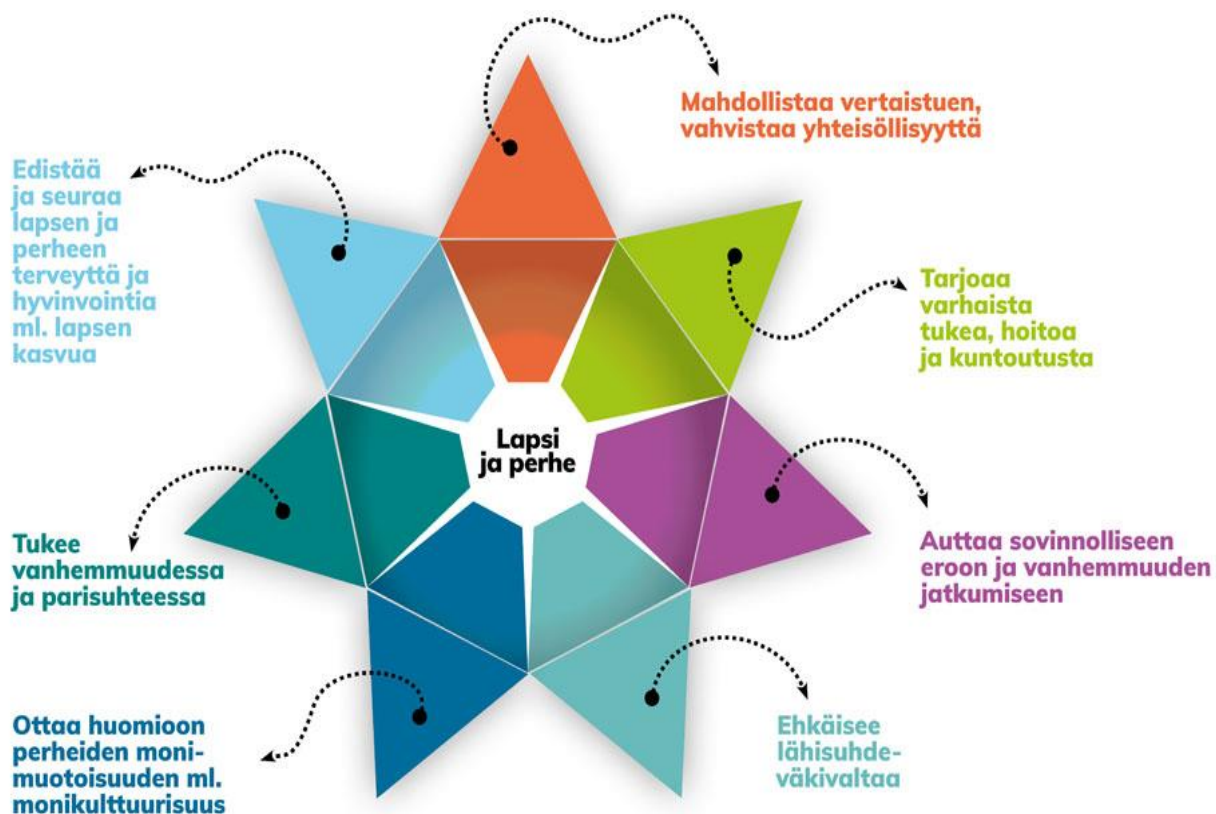 Mahdollistaa vertaistuen,
vahvistaa yhteisöllisyyttä
Edistää
ja seuraa
lapsen ja
perheen
terveyttä ja
hyvinvointia
ml. lapsen
kasvua
Tarjoaa
varhaista
tukea, hoitoa
ja kuntoutusta
Lapsi
ja perhe
Tukee
vanhemmuudessa
ja parisuhteessa
Auttaa sovinnolliseen
eroon ja vanhemmuuden
jatkumiseen
Ottaa huomioon
perheiden moni-
muotoisuuden ml.
monikulttuurisuus
Ehkäisee
lähisuhde-
väkivaltaa